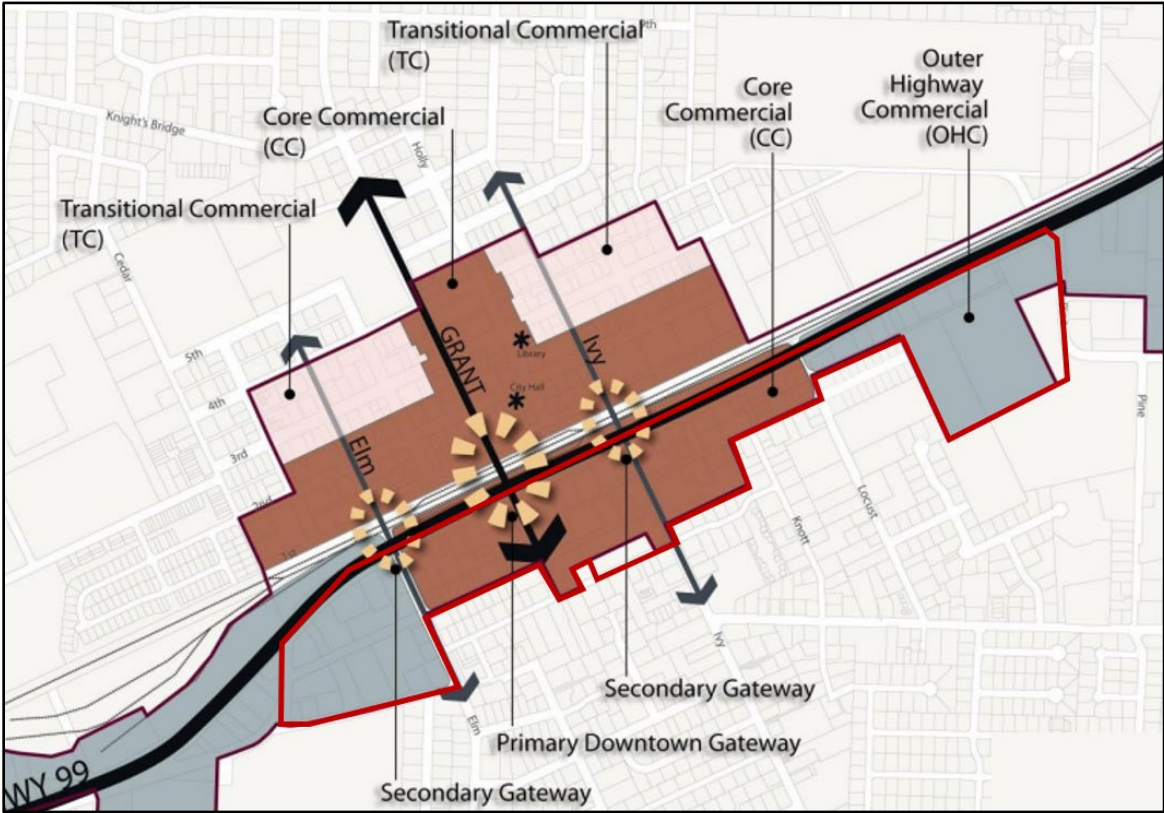 Transitional Commercial
(TC)
9th
Outer
Highway
Commercial
(OHC)
Core
Commercial
(CC)
Core Commercial
(CC)
Knight's Bridge
Holly
Transitional Commercial
(TC)
Cedar
5th
4th
3rd
2nd
1st
GRANT
Ivy
Elm
Library
City Hall
Pine
Locust
Knott
Ivy
Elm
Secondary Gateway
Primary Downtown Gateway
Secondary Gateway
WY 99